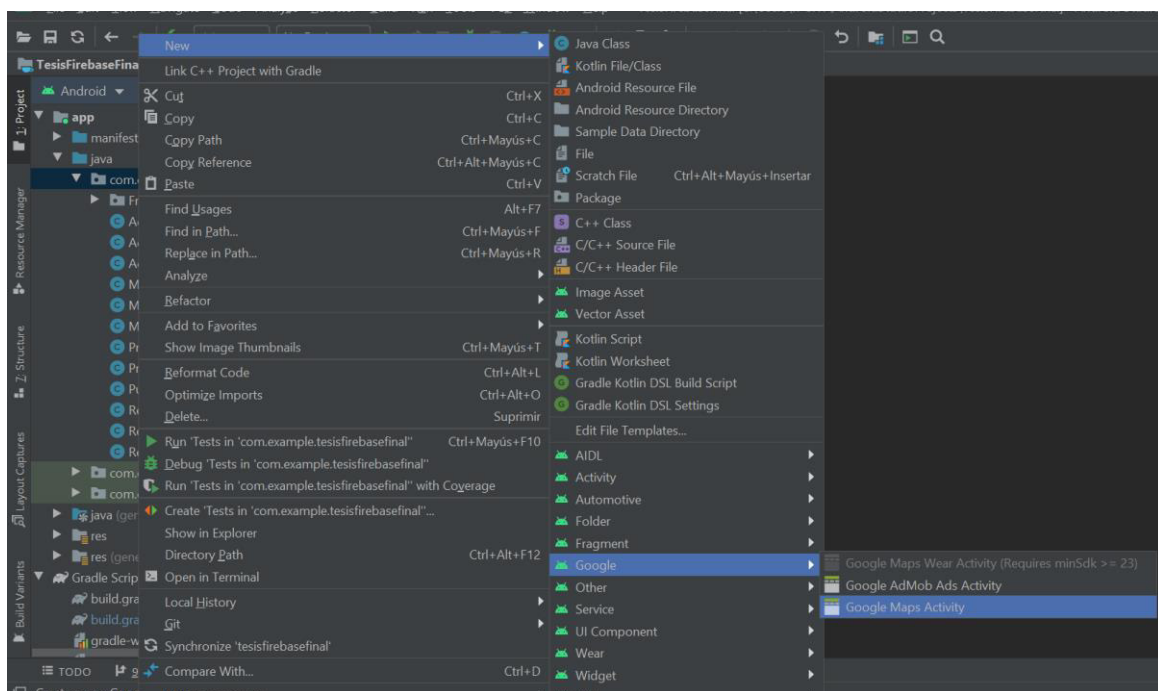 TesisFirebaseFina
Android
app
manifest
java
com.
Fr
java (ger
res
res (gene
Gradle Scrip
build.gra
build.gra
gradle-w
1: Project
Resource Manager
Z: Structure
Layout Captures
Build Variants
TODO
New
Link C++ Project with Gradle
Cut Ctrl+X
Copy Ctrl+C
Copy Path Ctrl+Mayús+C
Copy Reference Ctrl+Alt+Mayús+C
Paste Ctrl+V
Find Usages Alt+F7
Find in Path... Ctrl+Mayús+F
Replace in Path... Ctrl+Mayús+R
Analyze
Refactor
Add to Favorites
Show Image Thumbnails Ctrl+Mayús+T
Reformat Code Ctrl+Alt+L
Optimize Imports Ctrl+Alt+O
Delete... Suprimir
Run 'Tests in 'com.example.tesisfirebasefinal'' Ctrl+Mayús+F10
Debug 'Tests in 'com.example.tesisfirebasefinal''
Run 'Tests in 'com.example.tesisfirebasefinal'' with Coverage
Create 'Tests in 'com.example.tesisfirebasefinal''...
Show in Explorer
Directory Path Ctrl+Alt+F12
Open in Terminal
Local History
Git
Synchronize 'tesisfirebasefinal'
Compare With... Ctrl+D
Java Class
Kotlin File/Class
Android Resource File
Android Resource Directory
Sample Data Directory
File
Scratch File Ctrl+Alt+Mayús+Insertar
Package
C++ Class
C/C++ Source File
C/C++ Header File
Image Asset
Vector Asset
Kotlin Script
Kotlin Worksheet
Gradle Kotlin DSL Build Script
Gradle Kotlin DSL Settings
Edit File Templates...
AIDL
Activity
Automotive
Folder
Fragment
Google
Other
Service
UI Component
Wear
Widget
Google Maps Wear Activity (Requires minSdk >= 23)
Google AdMob Ads Activity
Google Maps Activity